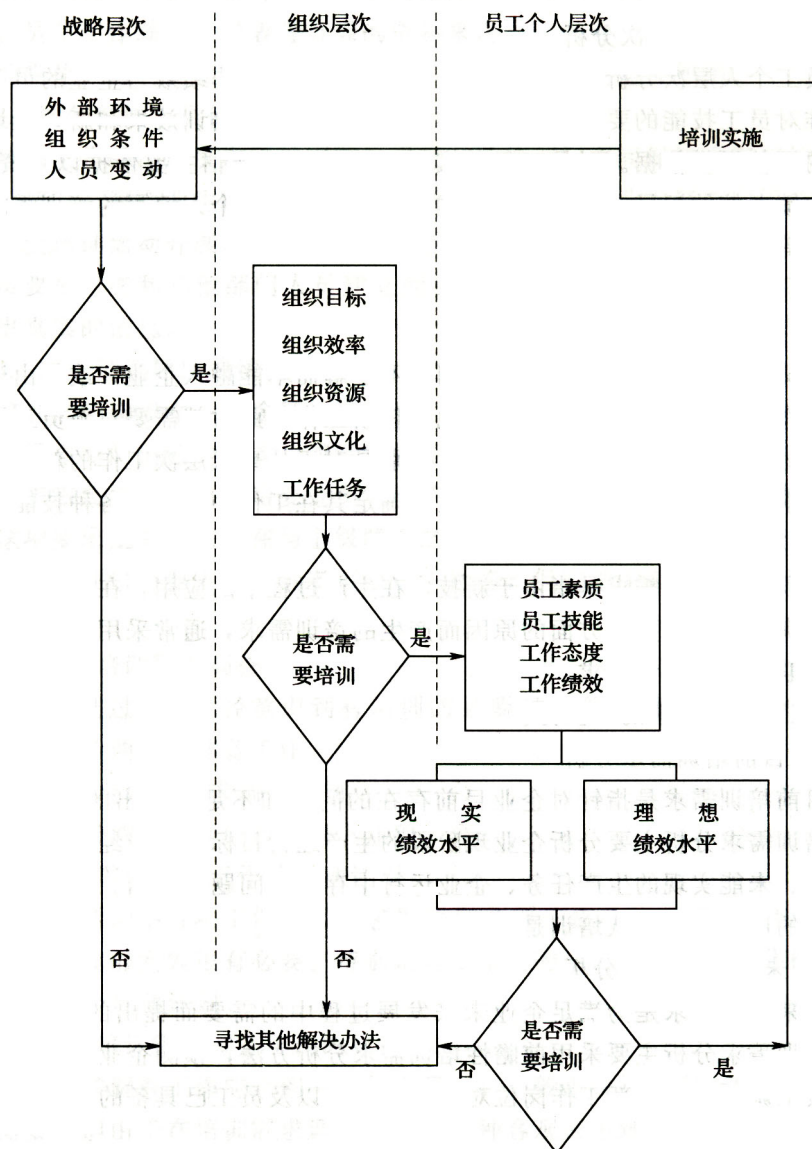 战略层次
组织层次
员工个人层次
外部环境
组织条件
人员变动
培训实施
是否需
要培训
是
组织目标
组织效率
组织资源
组织文化
工作任务
是否需
要培训
是
员工素质
员工技能
工作态度
工作绩效
现实
绩效水平
理想
绩效水平
否
否
寻找其他解决办法
否
是否需
要培训
是